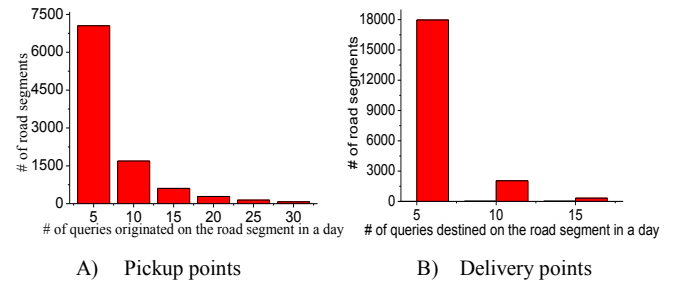 7500
6000
4500
3000
1500
0
# of road segments
5 10 15 20 25 30
# of queries originated on the road segment in a day
A) Pickup points
18000
15000
12000
9000
6000
3000
0
# of road segments
5 10 15
# of queries destined on the road segment in a day
B) Delivery points